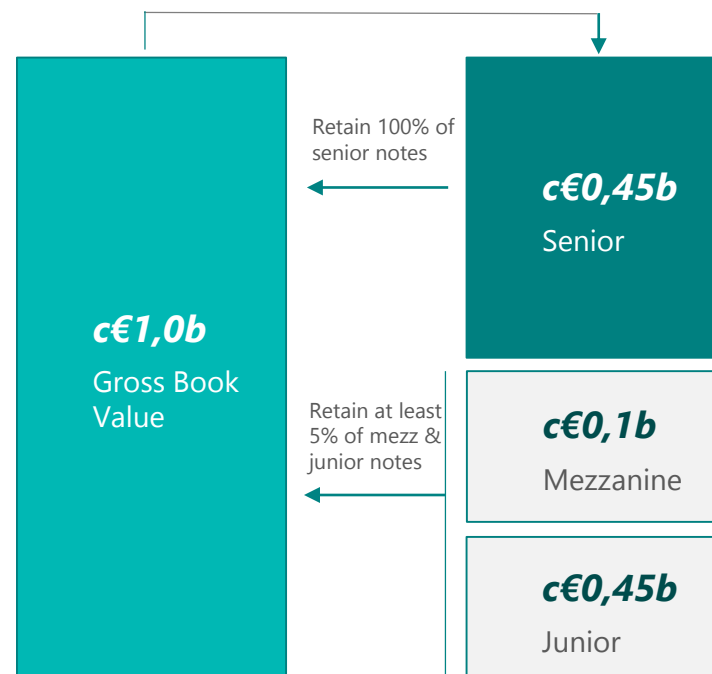 Retain 100% of
senior notes
c€0,45b
Senior
c€1,0b
Gross Book
Value
Retain at least
5% of mezz &
junior notes
c€0,1b
Mezzanine
c€0,45b
Junior